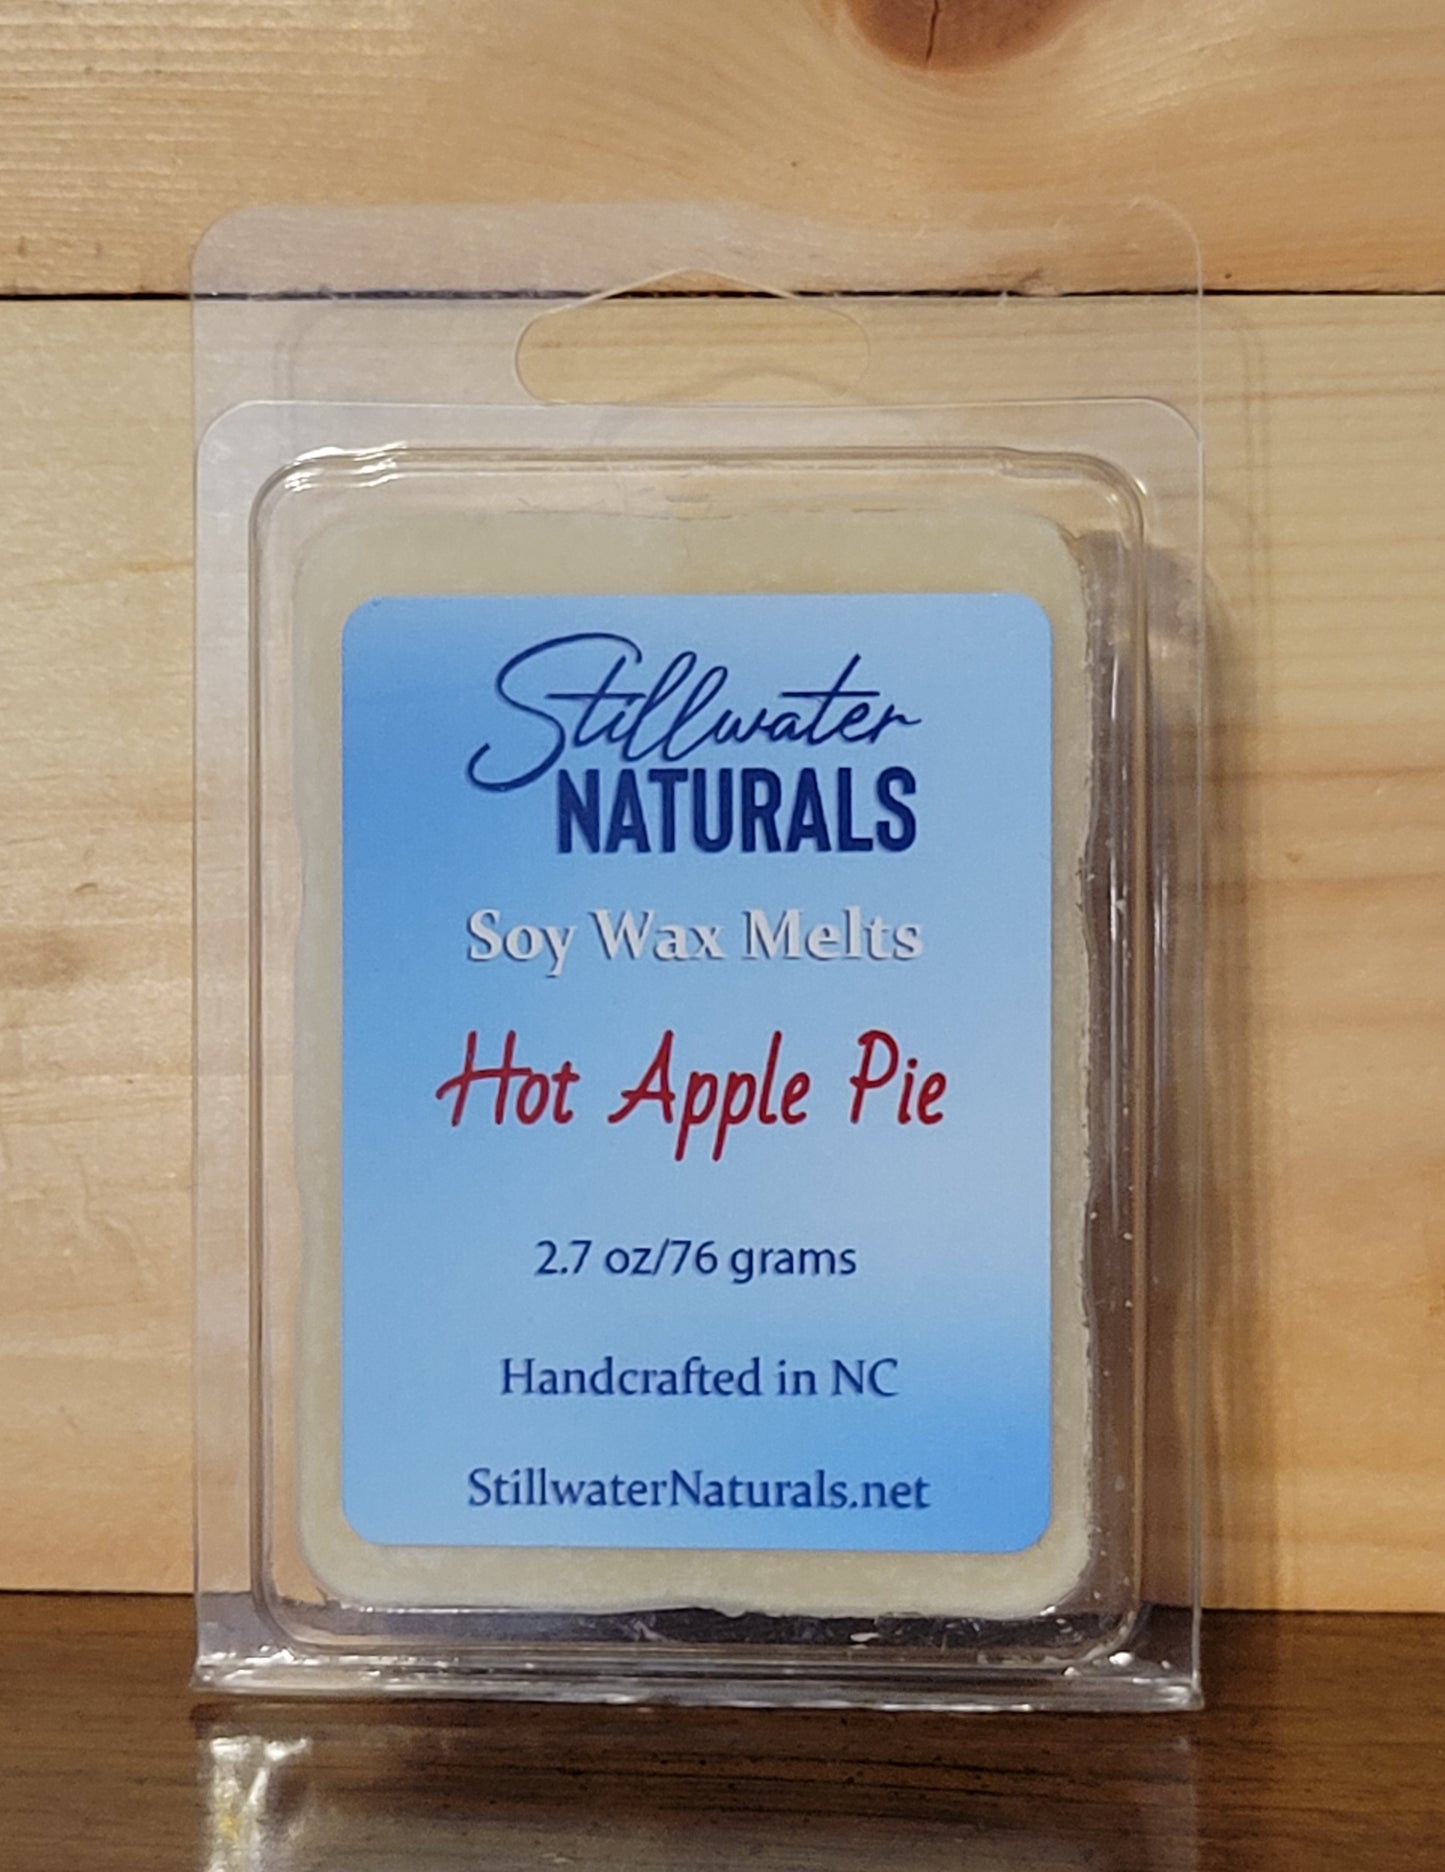 Stillwater
NATURALS
Soy Wax Melts
Hot Apple Pie
2.7 oz/76 grams
Handcrafted in NC
StillwaterNaturals.net